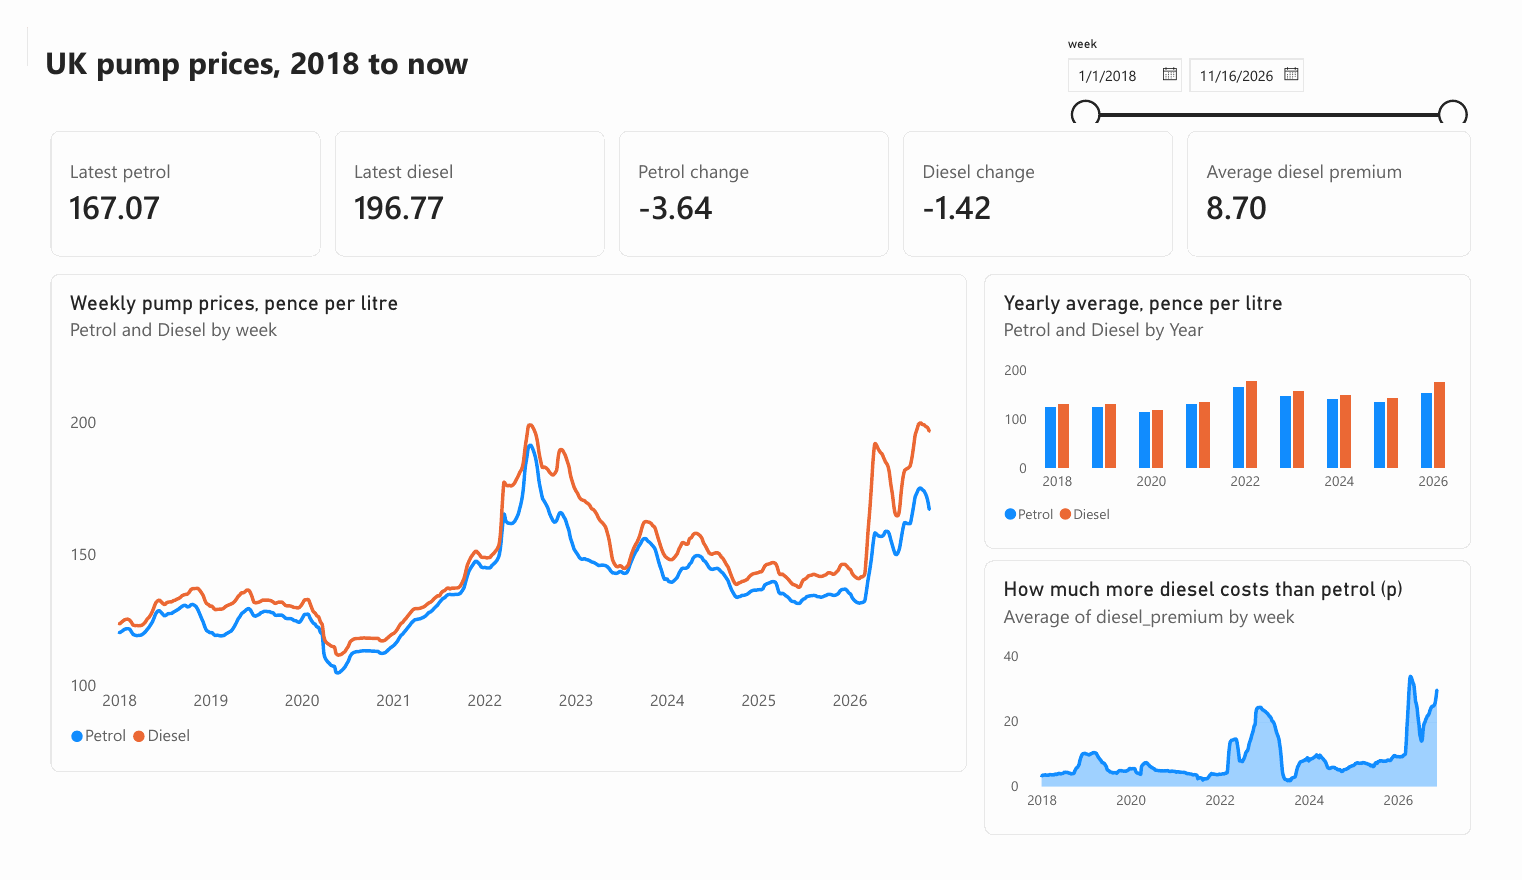 UK pump prices, 2018 to now
week
1/1/2018
11/16/2026
Latest petrol
167.07
Latest diesel
196.77
Petrol change
-3.64
Diesel change
-1.42
Average diesel premium
8.70
Weekly pump prices, pence per litre
Petrol and Diesel by week
200
150
100
2018 2019 2020 2021 2022 2023 2024 2025 2026
Petrol Diesel
Yearly average, pence per litre
Petrol and Diesel by Year
200
100
0
2018 2020 2022 2024 2026
Petrol Diesel
How much more diesel costs than petrol (p)
Average of diesel_premium by week
40
20
0
2018 2020 2022 2024 2026